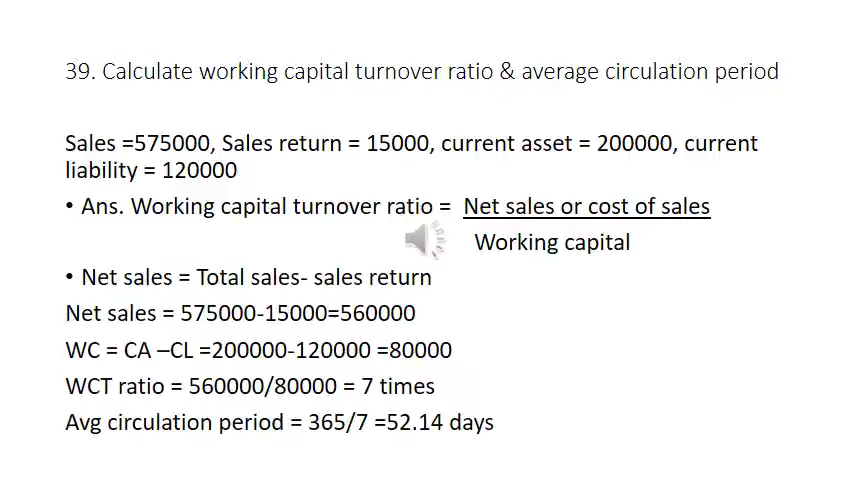 39. Calculate working capital turnover ratio & average circulation period
Sales =575000, Sales return = 15000, current asset = 200000, current
liability = 120000
• Ans. Working capital turnover ratio = Net sales or cost of sales
Working capital
• Net sales = Total sales- sales return
Net sales = 575000-15000=560000
WC = CA –CL =200000-120000 =80000
WCT ratio = 560000/80000 = 7 times
Avg circulation period = 365/7 =52.14 days